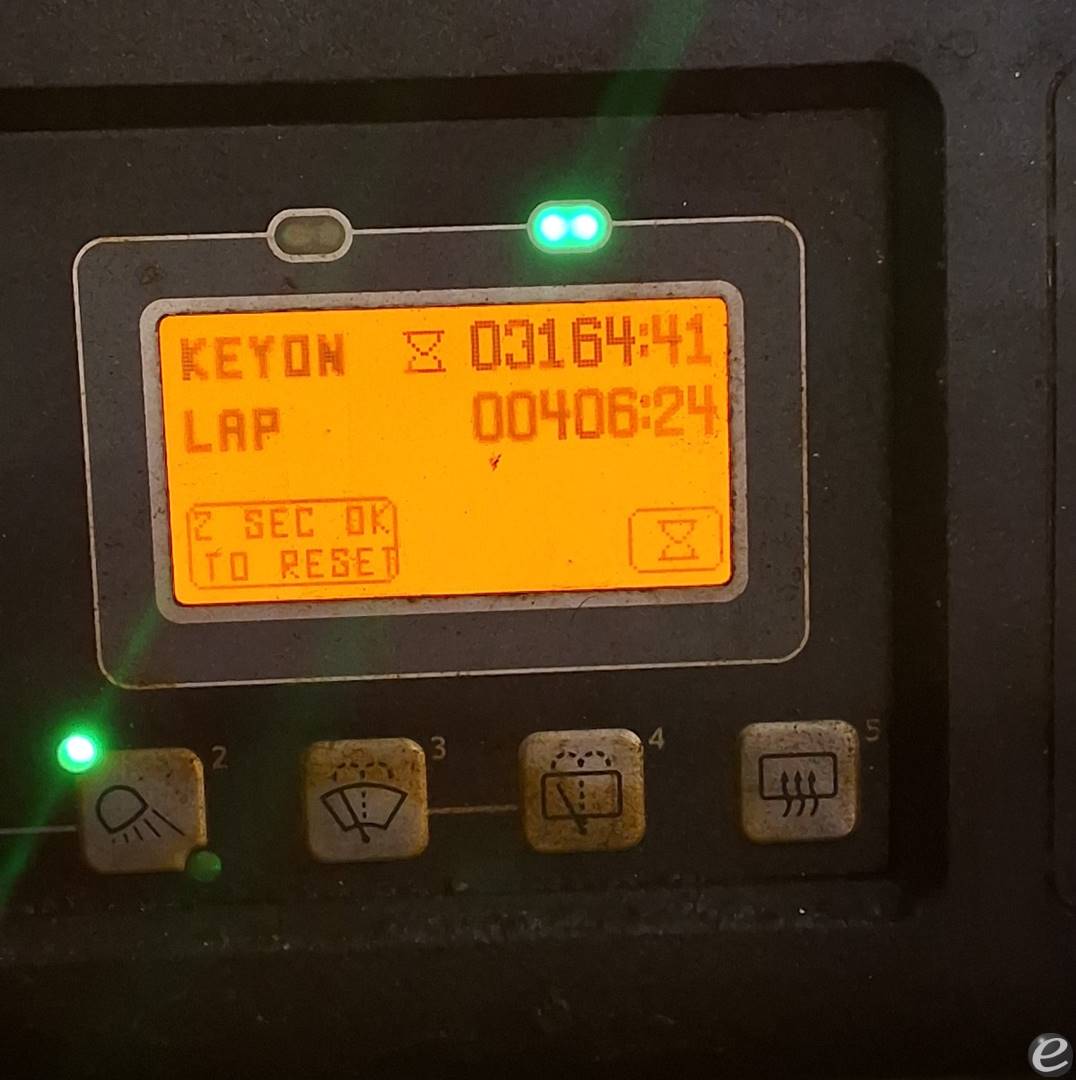 KEYON 03164:41
LAP 00406:24
2 SEC OK
TO RESET
2 3 4 5
e